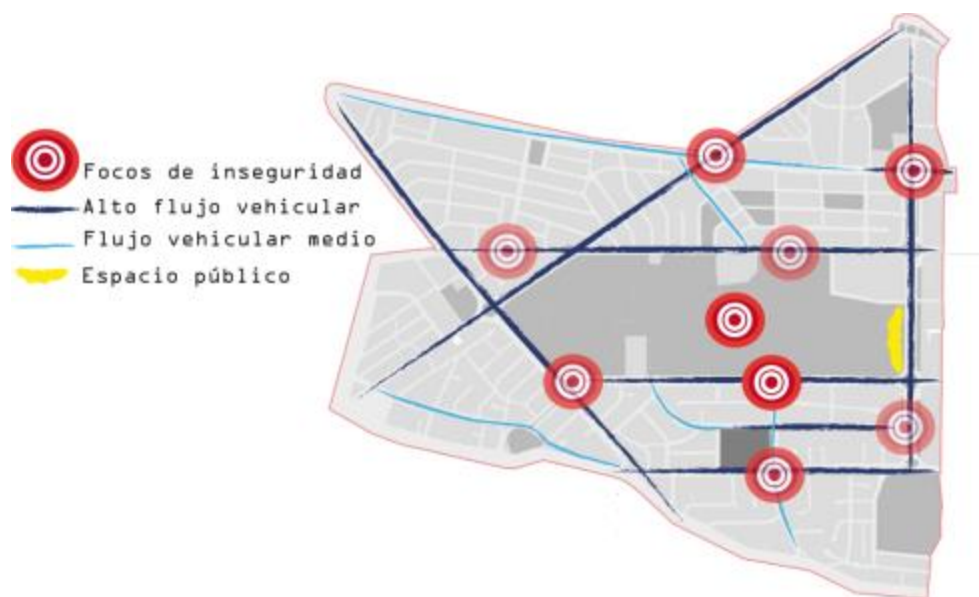 Focos de inseguridad
Alto flujo vehicular
Flujo vehicular medio
Espacio público